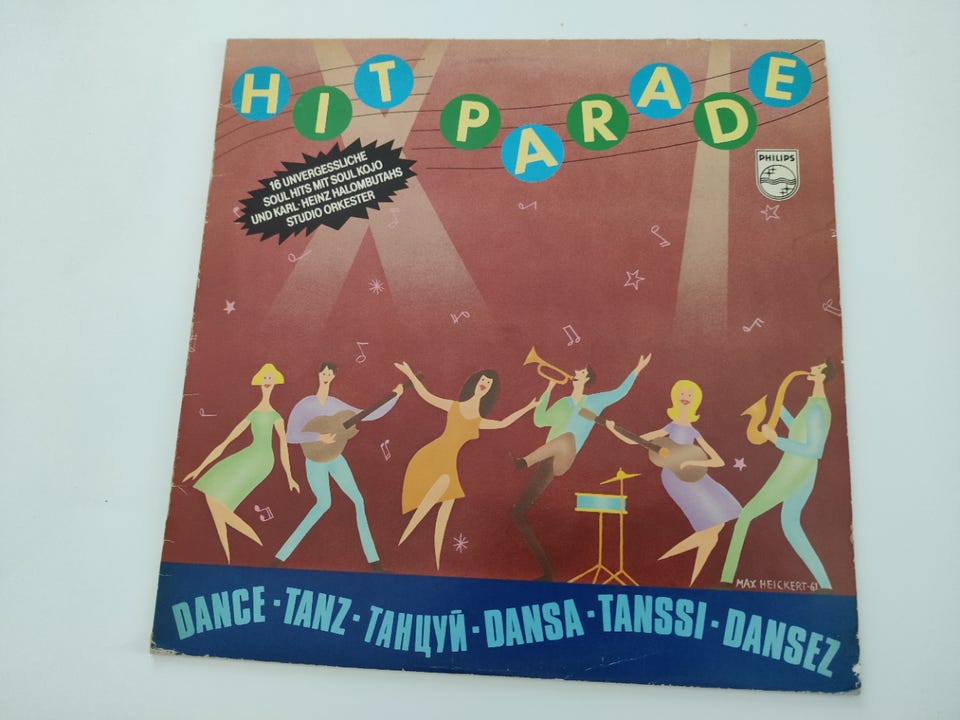 HIT PARADE
PHILIPS
16 UNVERGESSLICHE
SOUL HITS MIT SOUL KOJO
UND KARL-HEINZ HALOMBUTAHS
STUDIO ORKESTER
MAX HEICKERT-61
DANCE·TANZ·ТАНЦУЙ·DANSA·TANSSI·DANSEZ